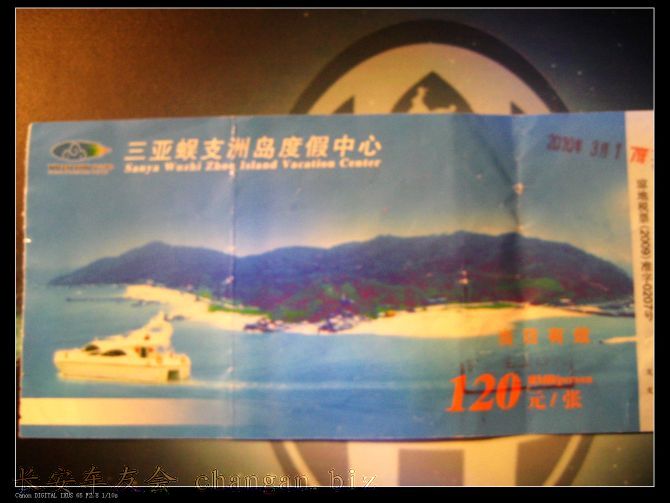 三亚蜈支洲岛度假中心
Sanya Wuzhi Zhou Island Vacation Center
2010年 3月1
当日有效
120 RMB/person
元/张
长安车友会 changan.biz
Canon DIGITAL IXUS 65 F2.8 1/10s